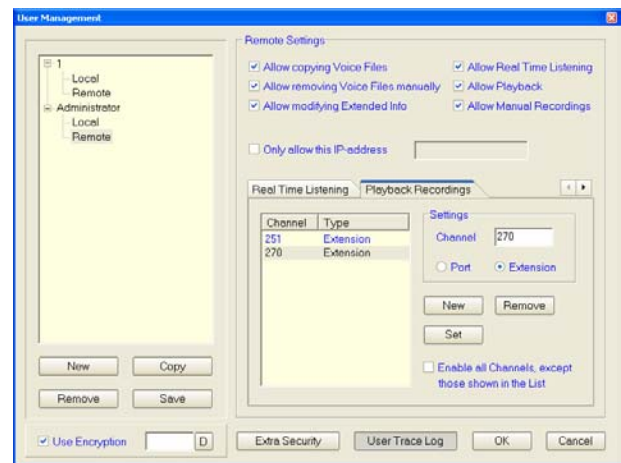 User Management
1
Local
Remote
Administrator
Local
Remote
New Copy
Remove Save
Use Encryption D
Remote Settings
Allow copying Voice Files Allow Real Time Listening
Allow removing Voice Files manually Allow Playback
Allow modifying Extended Info Allow Manual Recordings
Only allow this IP-address
Real Time Listening Playback Recordings
Channel Type
251 Extension
270 Extension
Settings
Channel 270
Port Extension
New Remove
Set
Enable all Channels, except
those shown in the List
Extra Security User Trace Log OK Cancel